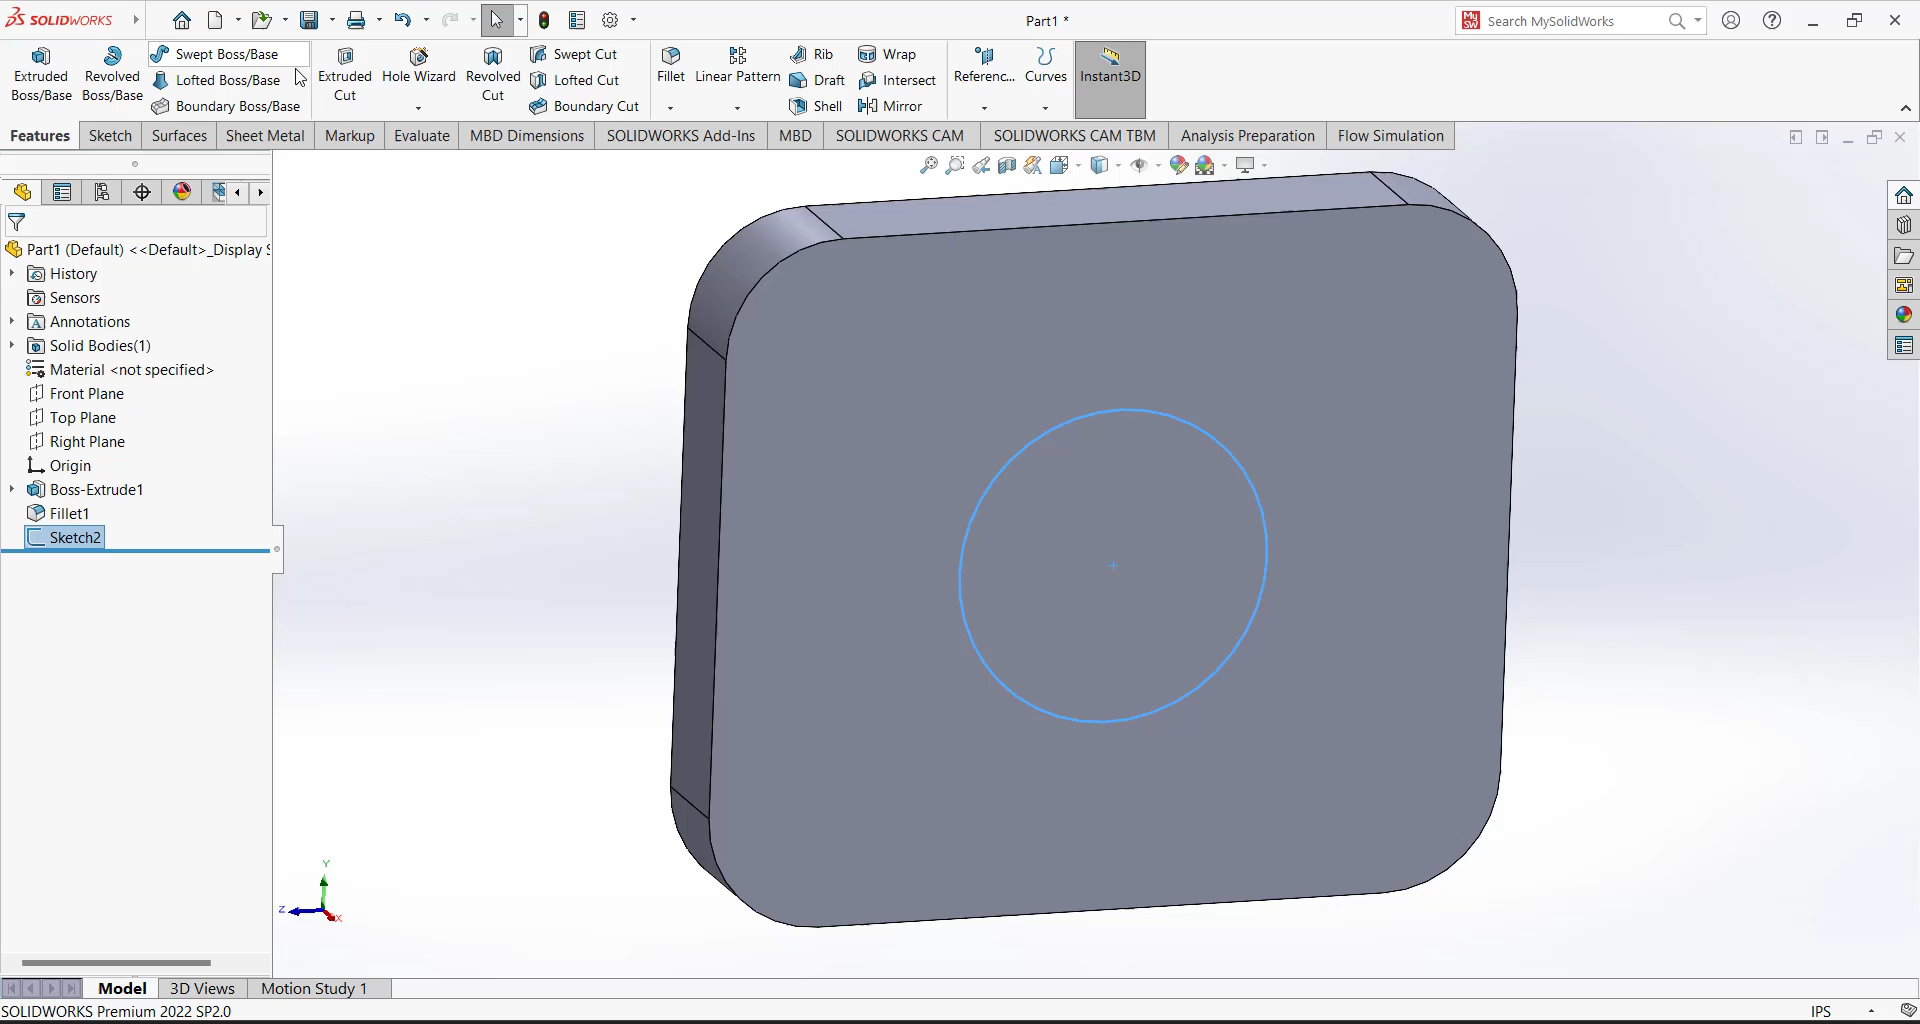 SOLIDWORKS
Part1 *
Search MySolidWorks
Extruded Boss/Base
Revolved Boss/Base
Swept Boss/Base
Lofted Boss/Base
Boundary Boss/Base
Extruded Cut
Hole Wizard
Revolved Cut
Swept Cut
Lofted Cut
Boundary Cut
Fillet
Linear Pattern
Rib
Draft
Shell
Wrap
Intersect
Mirror
Referenc...
Curves
Instant3D
Features
Sketch
Surfaces
Sheet Metal
Markup
Evaluate
MBD Dimensions
SOLIDWORKS Add-Ins
MBD
SOLIDWORKS CAM
SOLIDWORKS CAM TBM
Analysis Preparation
Flow Simulation
Part1 (Default) <<Default>_Display S
History
Sensors
Annotations
Solid Bodies(1)
Material <not specified>
Front Plane
Top Plane
Right Plane
Origin
Boss-Extrude1
Fillet1
Sketch2
Y
Z
X
Model
3D Views
Motion Study 1
SOLIDWORKS Premium 2022 SP2.0
IPS